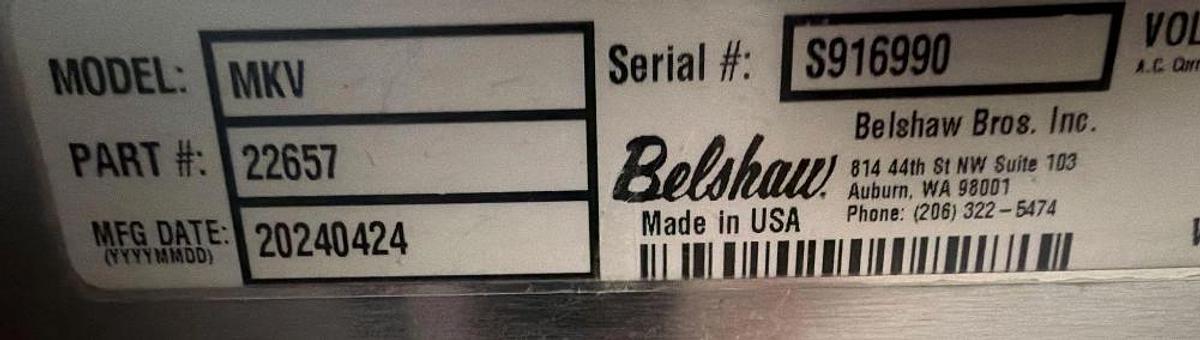 MODEL: MKV
PART #: 22657
MFG DATE: 20240424
(YYYYMMDD)
Serial #: S916990
Belshaw Bros. Inc.
Belshaw
814 44th St NW Suite 103
Auburn, WA 98001
Phone: (206) 322-5474
Made in USA
A.C.